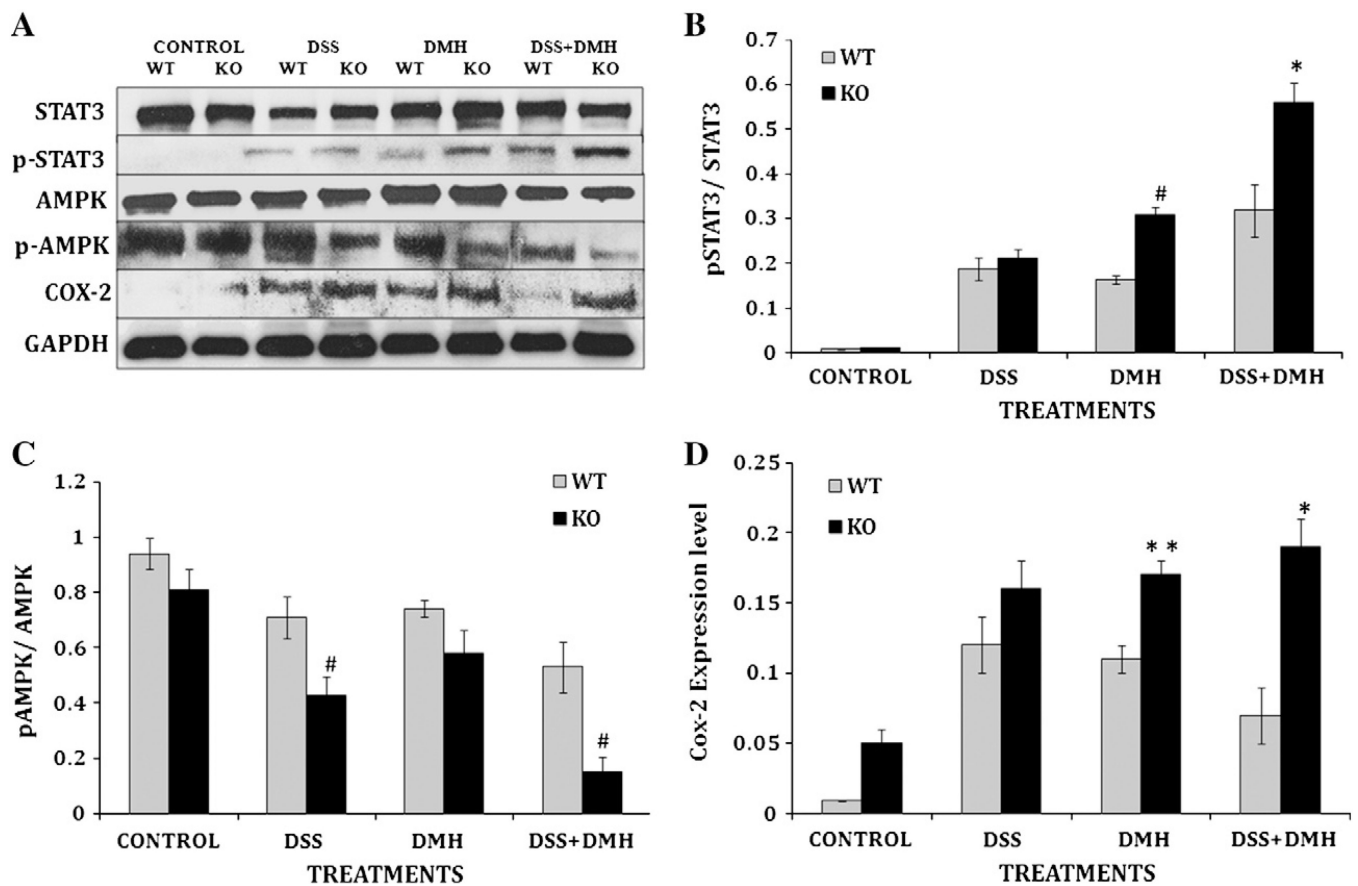 A
CONTROL DSS DMH DSS+DMH
WT KO WT KO WT KO WT KO
STAT3
p-STAT3
AMPK
p-AMPK
COX-2
GAPDH
B
0.7
0.6
0.5
0.4
0.3
0.2
0.1
0
pSTAT3/ STAT3
WT
KO
#
*
CONTROL DSS DMH DSS+DMH
TREATMENTS
C
1.2
1
0.8
0.6
0.4
0.2
0
pAMPK/ AMPK
WT
KO
#
#
CONTROL DSS DMH DSS+DMH
TREATMENTS
D
0.25
0.2
0.15
0.1
0.05
0
Cox-2 Expression level
WT
KO
* *
*
CONTROL DSS DMH DSS+DMH
TREATMENTS